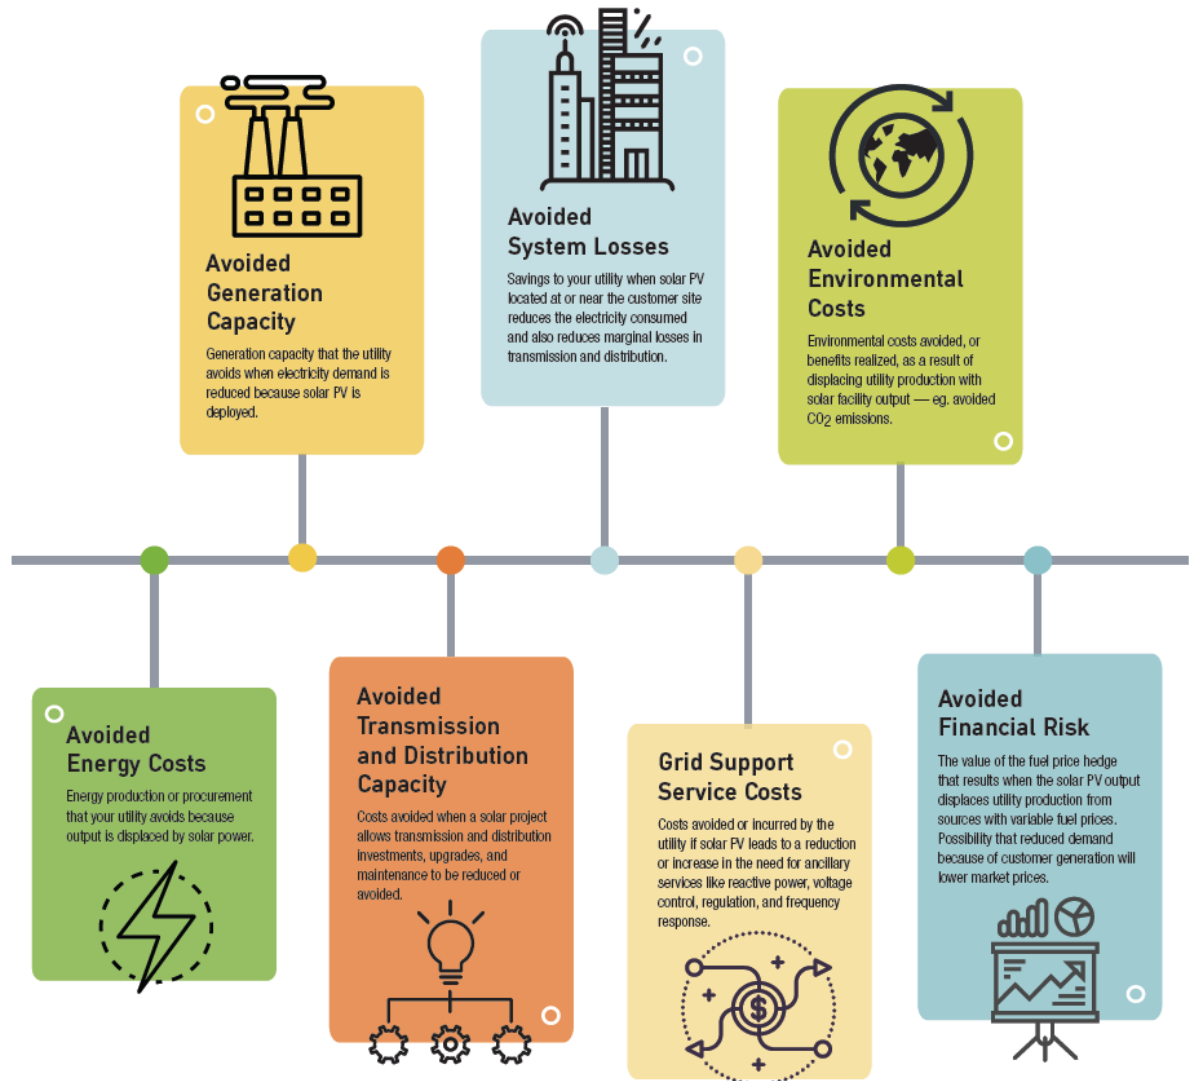 Avoided
Generation
Capacity
Generation capacity that the utility
avoids when electricity demand is
reduced because solar PV is
deployed.
Avoided
System Losses
Savings to your utility when solar PV
located at or near the customer site
reduces the electricity consumed
and also reduces marginal losses in
transmission and distribution.
Avoided
Environmental
Costs
Environmental costs avoided, or
benefits realized, as a result of
displacing utility production with
solar facility output — eg. avoided
CO2 emissions.
Avoided
Energy Costs
Energy production or procurement
that your utility avoids because
output is displaced by solar power.
Avoided
Transmission
and Distribution
Capacity
Costs avoided when a solar project
allows transmission and distribution
investments, upgrades, and
maintenance to be reduced or
avoided.
Grid Support
Service Costs
Costs avoided or incurred by the
utility if solar PV leads to a reduction
or increase in the need for ancillary
services like reactive power, voltage
control, regulation, and frequency
response.
$
Avoided
Financial Risk
The value of the fuel price hedge
that results when the solar PV output
displaces utility production from
sources with variable fuel prices.
Possibility that reduced demand
because of customer generation will
lower market prices.